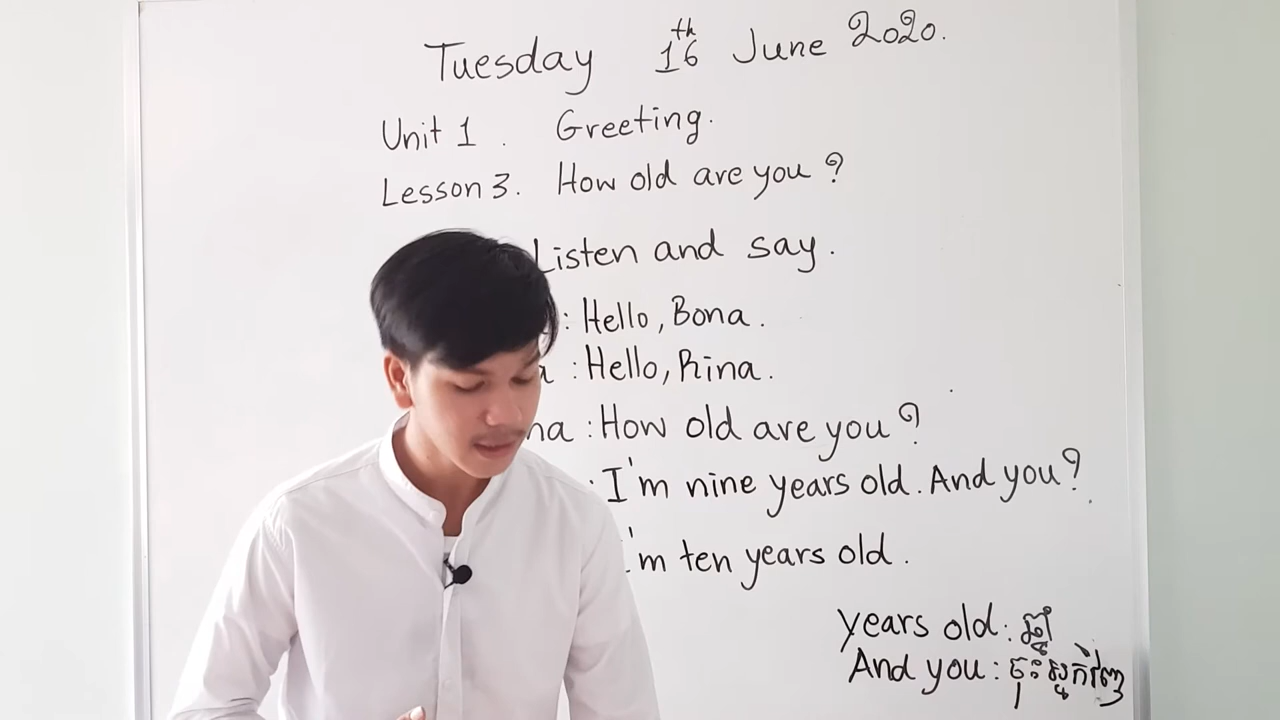 Tuesday 16th June 2020.
Unit 1. Greeting.
Lesson 3. How old are you?
Listen and say.
: Hello, Bona.
a : Hello, Rina.
na : How old are you?
: I'm nine years old. And you?
I'm ten years old.
years old: ឆ្នាំ
And you: ចុះអ្នកវិញ